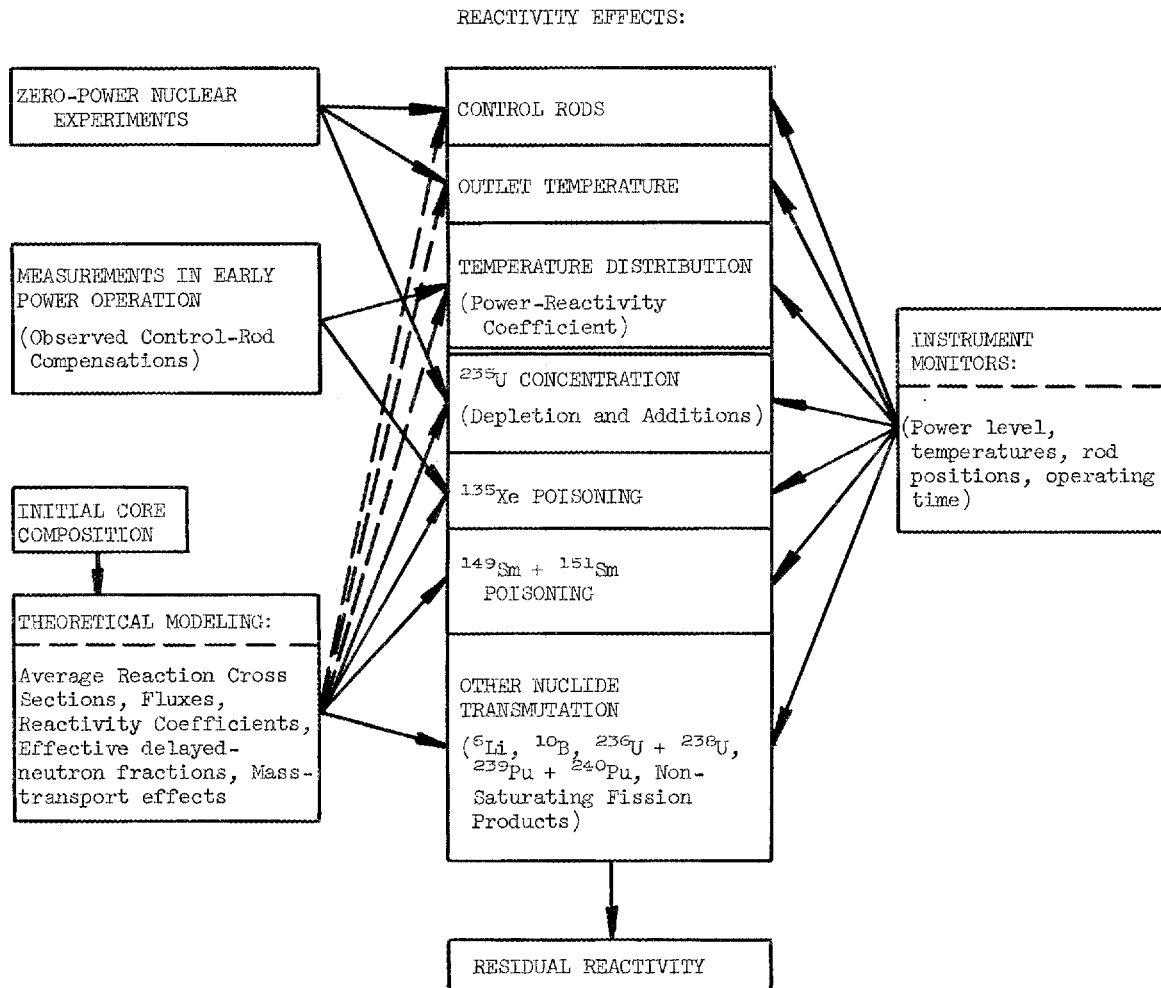 REACTIVITY EFFECTS:
ZERO-POWER NUCLEAR
EXPERIMENTS
MEASUREMENTS IN EARLY
POWER OPERATION
(Observed Control-Rod
Compensations)
INITIAL CORE
COMPOSITION
THEORETICAL MODELING:
Average Reaction Cross
Sections, Fluxes,
Reactivity Coefficients,
Effective delayed-
neutron fractions, Mass-
transport effects
CONTROL RODS
OUTLET TEMPERATURE
TEMPERATURE DISTRIBUTION
(Power-Reactivity
Coefficient)
²³⁵U CONCENTRATION
(Depletion and Additions)
¹³⁵Xe POISONING
¹⁴⁹Sm + ¹⁵¹Sm
POISONING
OTHER NUCLIDE
TRANSMUTATION
(⁶Li, ¹⁰B, ²³⁶U + ²³⁸U,
²³⁹Pu + ²⁴⁰Pu, Non-
Saturating Fission
Products)
RESIDUAL REACTIVITY
INSTRUMENT
MONITORS:
(Power level,
temperatures, rod
positions, operating
time)